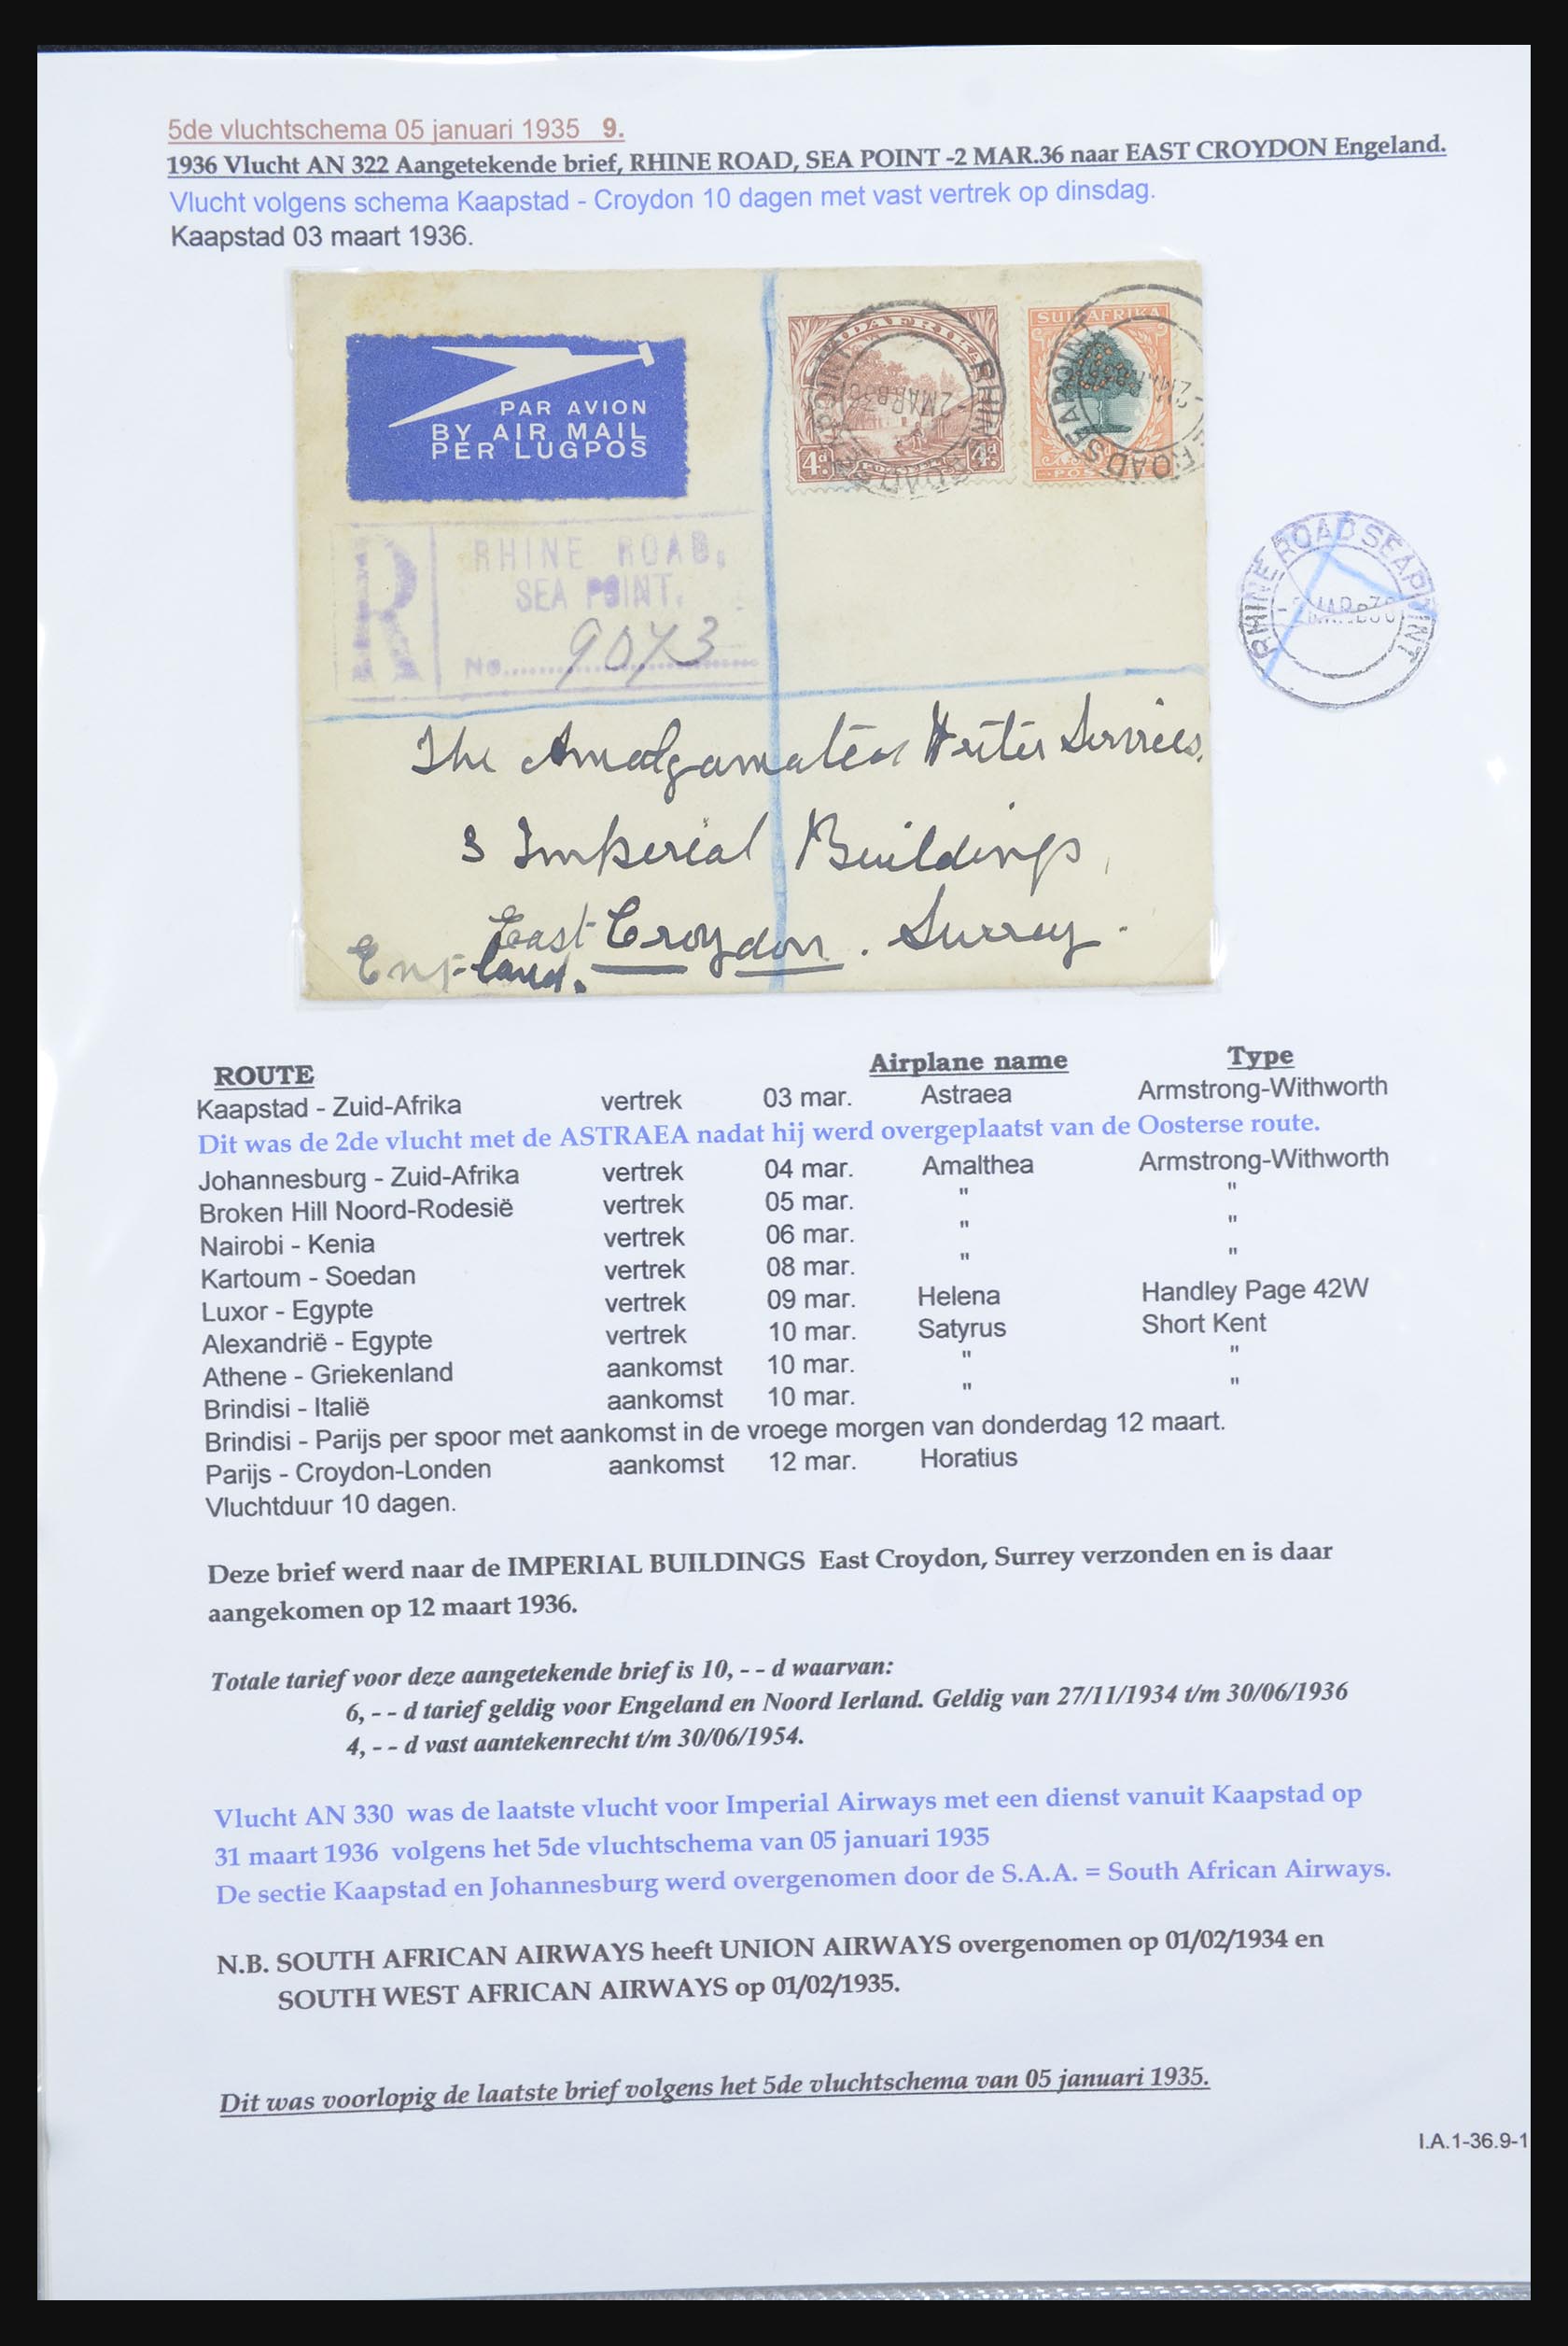 5de vluchtschema 05 januari 1935   9.
1936 Vlucht AN 322 Aangetekende brief, RHINE ROAD, SEA POINT -2 MAR.36 naar EAST CROYDON Engeland.
Vlucht volgens schema Kaapstad - Croydon 10 dagen met vast vertrek op dinsdag.
Kaapstad 03 maart 1936.
PAR AVION
BY AIR MAIL
PER LUGPOS
4d 4d
SUIDAFRIKA
RHINE ROAD SEA POINT
-2 MAR 36
R
RHINE ROAD,
SEA POINT.
No. 9073
RHINE ROAD SEAPOINT
-2 MAR 36
The Amalgamated Writer Services,
3 Imperial Buildings,
East Croydon. Surrey.
England.
ROUTE Airplane name Type
Kaapstad - Zuid-Afrika vertrek 03 mar. Astraea Armstrong-Withworth
Dit was de 2de vlucht met de ASTRAEA nadat hij werd overgeplaatst van de Oosterse route.
Johannesburg - Zuid-Afrika vertrek 04 mar. Amalthea Armstrong-Withworth
Broken Hill Noord-Rodesië vertrek 05 mar. " "
Nairobi - Kenia vertrek 06 mar. " "
Kartoum - Soedan vertrek 08 mar. " "
Luxor - Egypte vertrek 09 mar. Helena Handley Page 42W
Alexandrië - Egypte vertrek 10 mar. Satyrus Short Kent
Athene - Griekenland aankomst 10 mar. " "
Brindisi - Italië aankomst 10 mar. " "
Brindisi - Parijs per spoor met aankomst in de vroege morgen van donderdag 12 maart.
Parijs - Croydon-Londen aankomst 12 mar. Horatius
Vluchtduur 10 dagen.
Deze brief werd naar de IMPERIAL BUILDINGS East Croydon, Surrey verzonden en is daar
aangekomen op 12 maart 1936.
Totale tarief voor deze aangetekende brief is 10, - - d waarvan:
6, - - d tarief geldig voor Engeland en Noord Ierland. Geldig van 27/11/1934 t/m 30/06/1936
4, - - d vast aantekenrecht t/m 30/06/1954.
Vlucht AN 330 was de laatste vlucht voor Imperial Airways met een dienst vanuit Kaapstad op
31 maart 1936 volgens het 5de vluchtschema van 05 januari 1935
De sectie Kaapstad en Johannesburg werd overgenomen door de S.A.A. = South African Airways.
N.B. SOUTH AFRICAN AIRWAYS heeft UNION AIRWAYS overgenomen op 01/02/1934 en
SOUTH WEST AFRICAN AIRWAYS op 01/02/1935.
Dit was voorlopig de laatste brief volgens het 5de vluchtschema van 05 januari 1935.
I.A.1-36.9-1